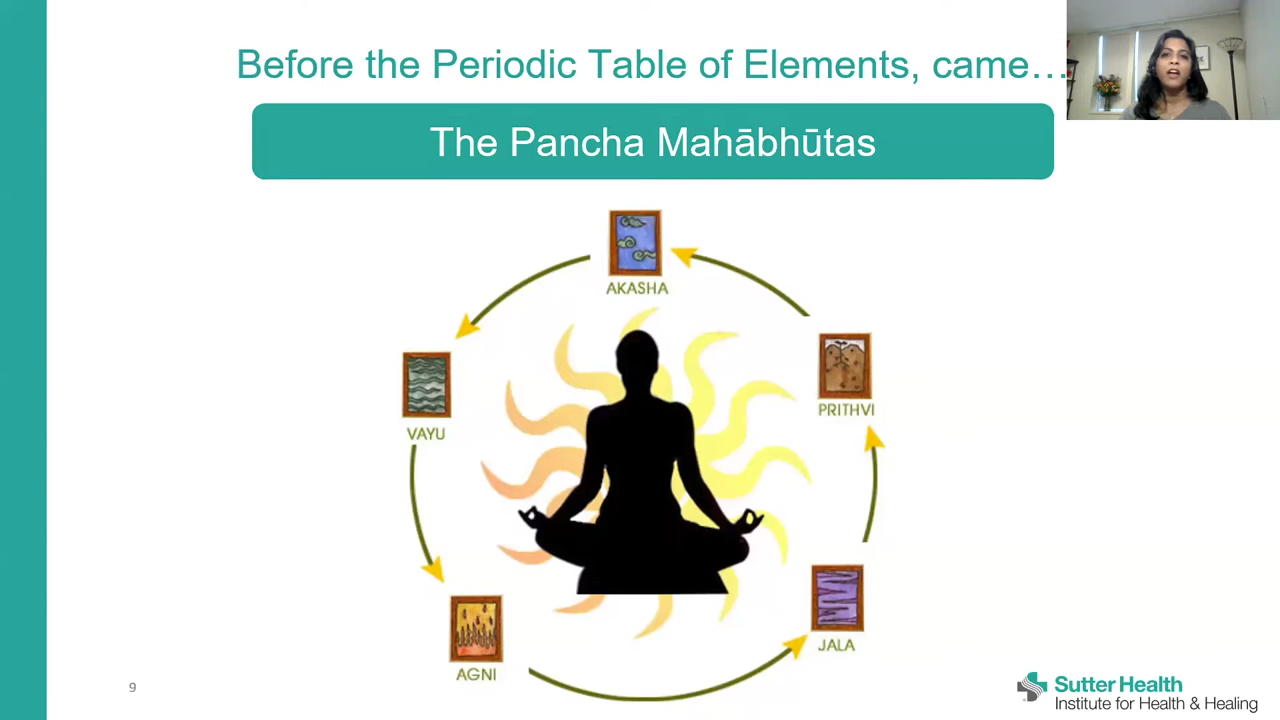 Before the Periodic Table of Elements, came…
The Pancha Mahābhūtas
AKASHA
VAYU
PRITHVI
AGNI
JALA
9
Sutter Health
Institute for Health & Healing